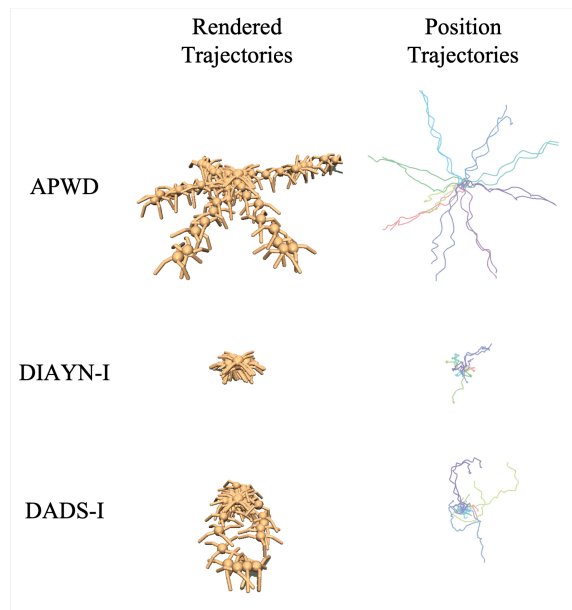 Rendered
Trajectories
Position
Trajectories
APWD
DIAYN-I
DADS-I